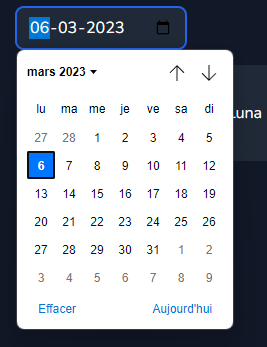 06-03-2023
mars 2023
lu ma me je ve sa di
27 28 1 2 3 4 5
6 7 8 9 10 11 12
13 14 15 16 17 18 19
20 21 22 23 24 25 26
27 28 29 30 31 1 2
3 4 5 6 7 8 9
Effacer Aujourd'hui
Luna